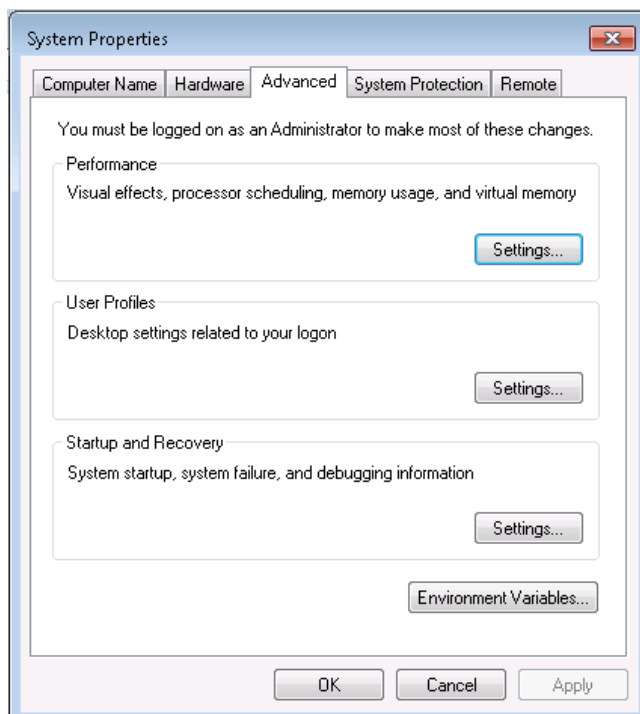 System Properties
Computer Name Hardware Advanced System Protection Remote
You must be logged on as an Administrator to make most of these changes.
Performance
Visual effects, processor scheduling, memory usage, and virtual memory
Settings...
User Profiles
Desktop settings related to your logon
Settings...
Startup and Recovery
System startup, system failure, and debugging information
Settings...
Environment Variables...
OK Cancel Apply